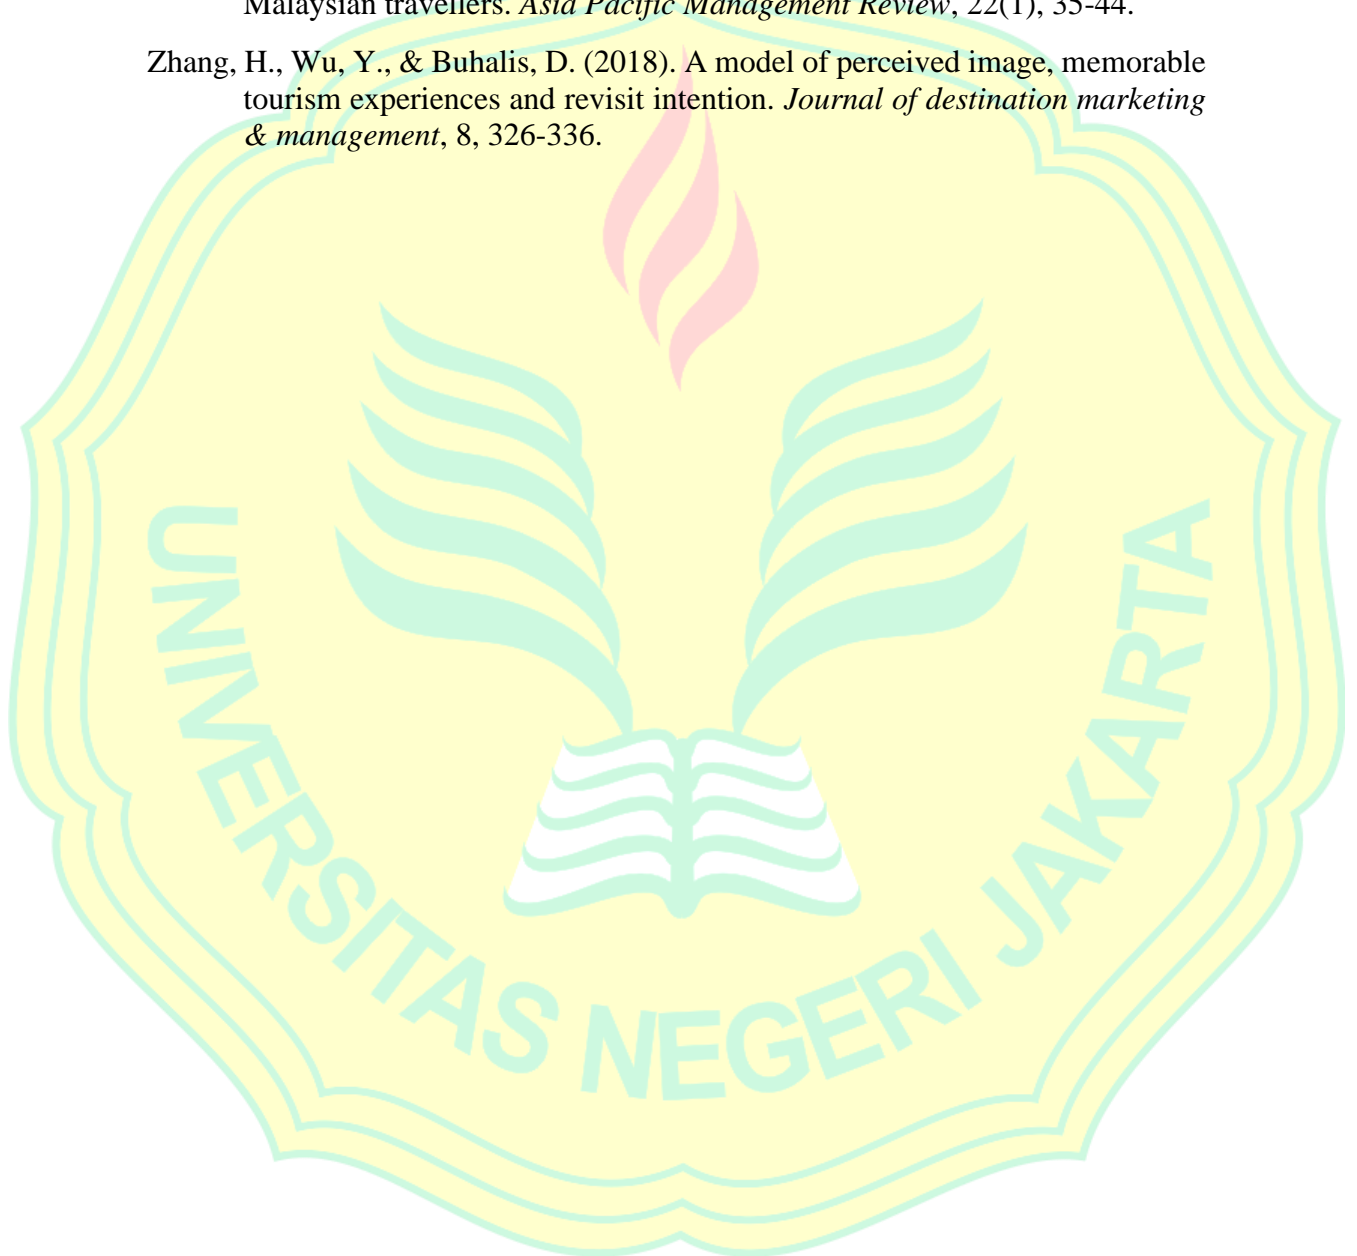 Malaysian travellers. Asia Pacific Management Review, 22(1), 35-44.
Zhang, H., Wu, Y., & Buhalis, D. (2018). A model of perceived image, memorable
tourism experiences and revisit intention. Journal of destination marketing
& management, 8, 326-336.
UNIVERSITAS NEGERI JAKARTA